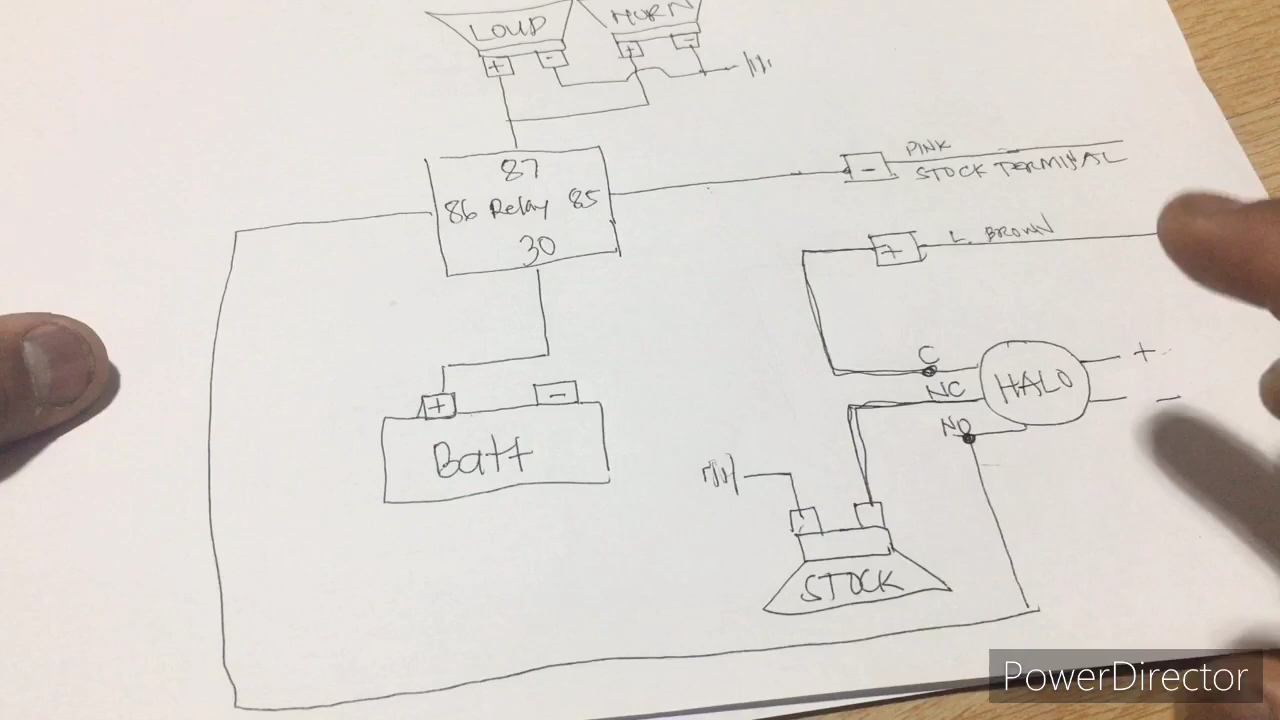 LOUD HORN
+ - + -
87
86 Relay 85
30
- PINK
STOCK TERMINAL
+ L. BROWN
+ -
Batt
C
NC
NO
HALO
+
-
STOCK
PowerDirector